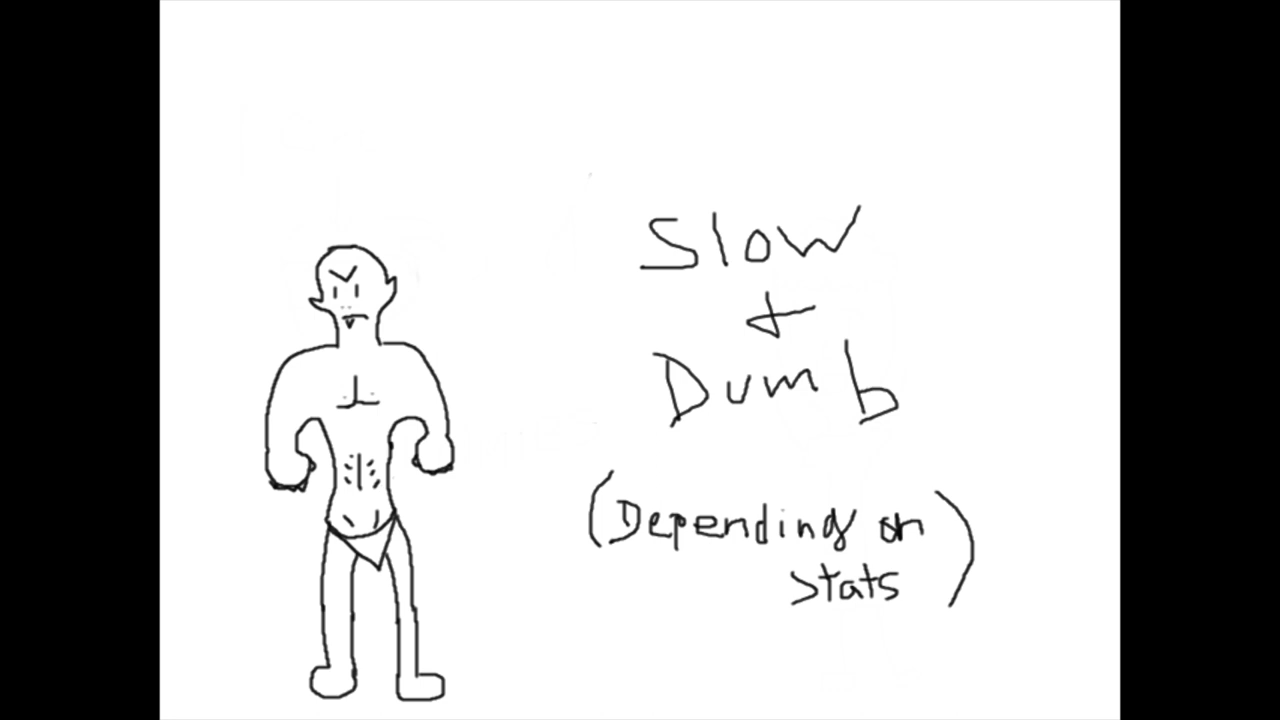 Slow
+
Dumb
(Depending on
stats)